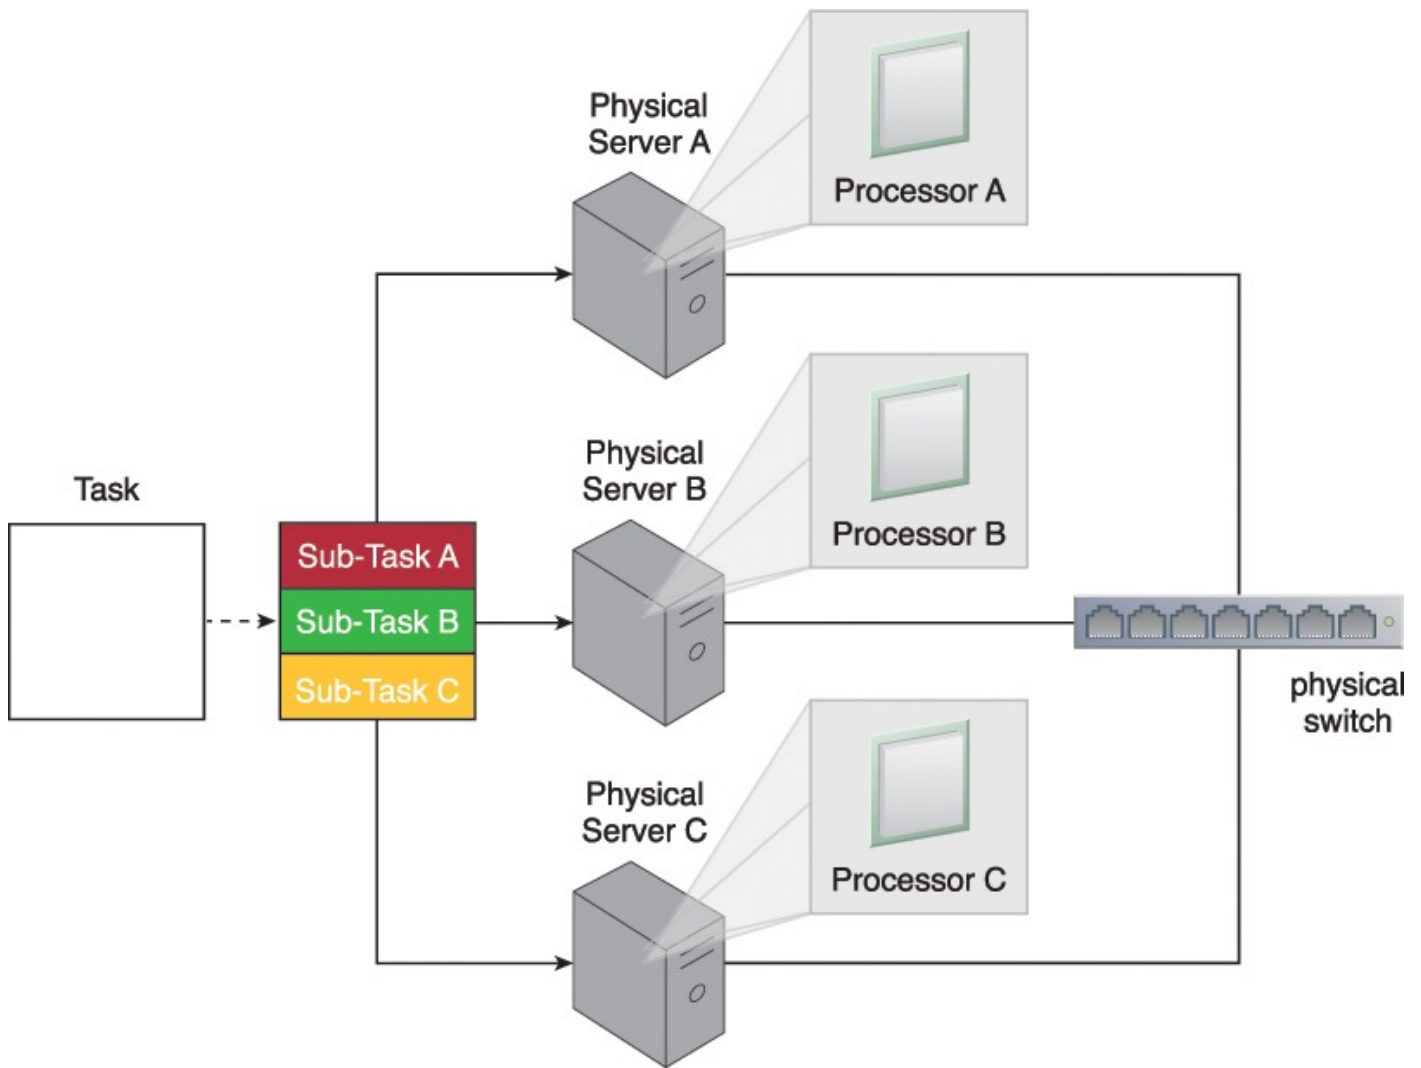 Physical
Server A
Processor A
Physical
Server B
Processor B
Task
Sub-Task A
Sub-Task B
Sub-Task C
physical
switch
Physical
Server C
Processor C